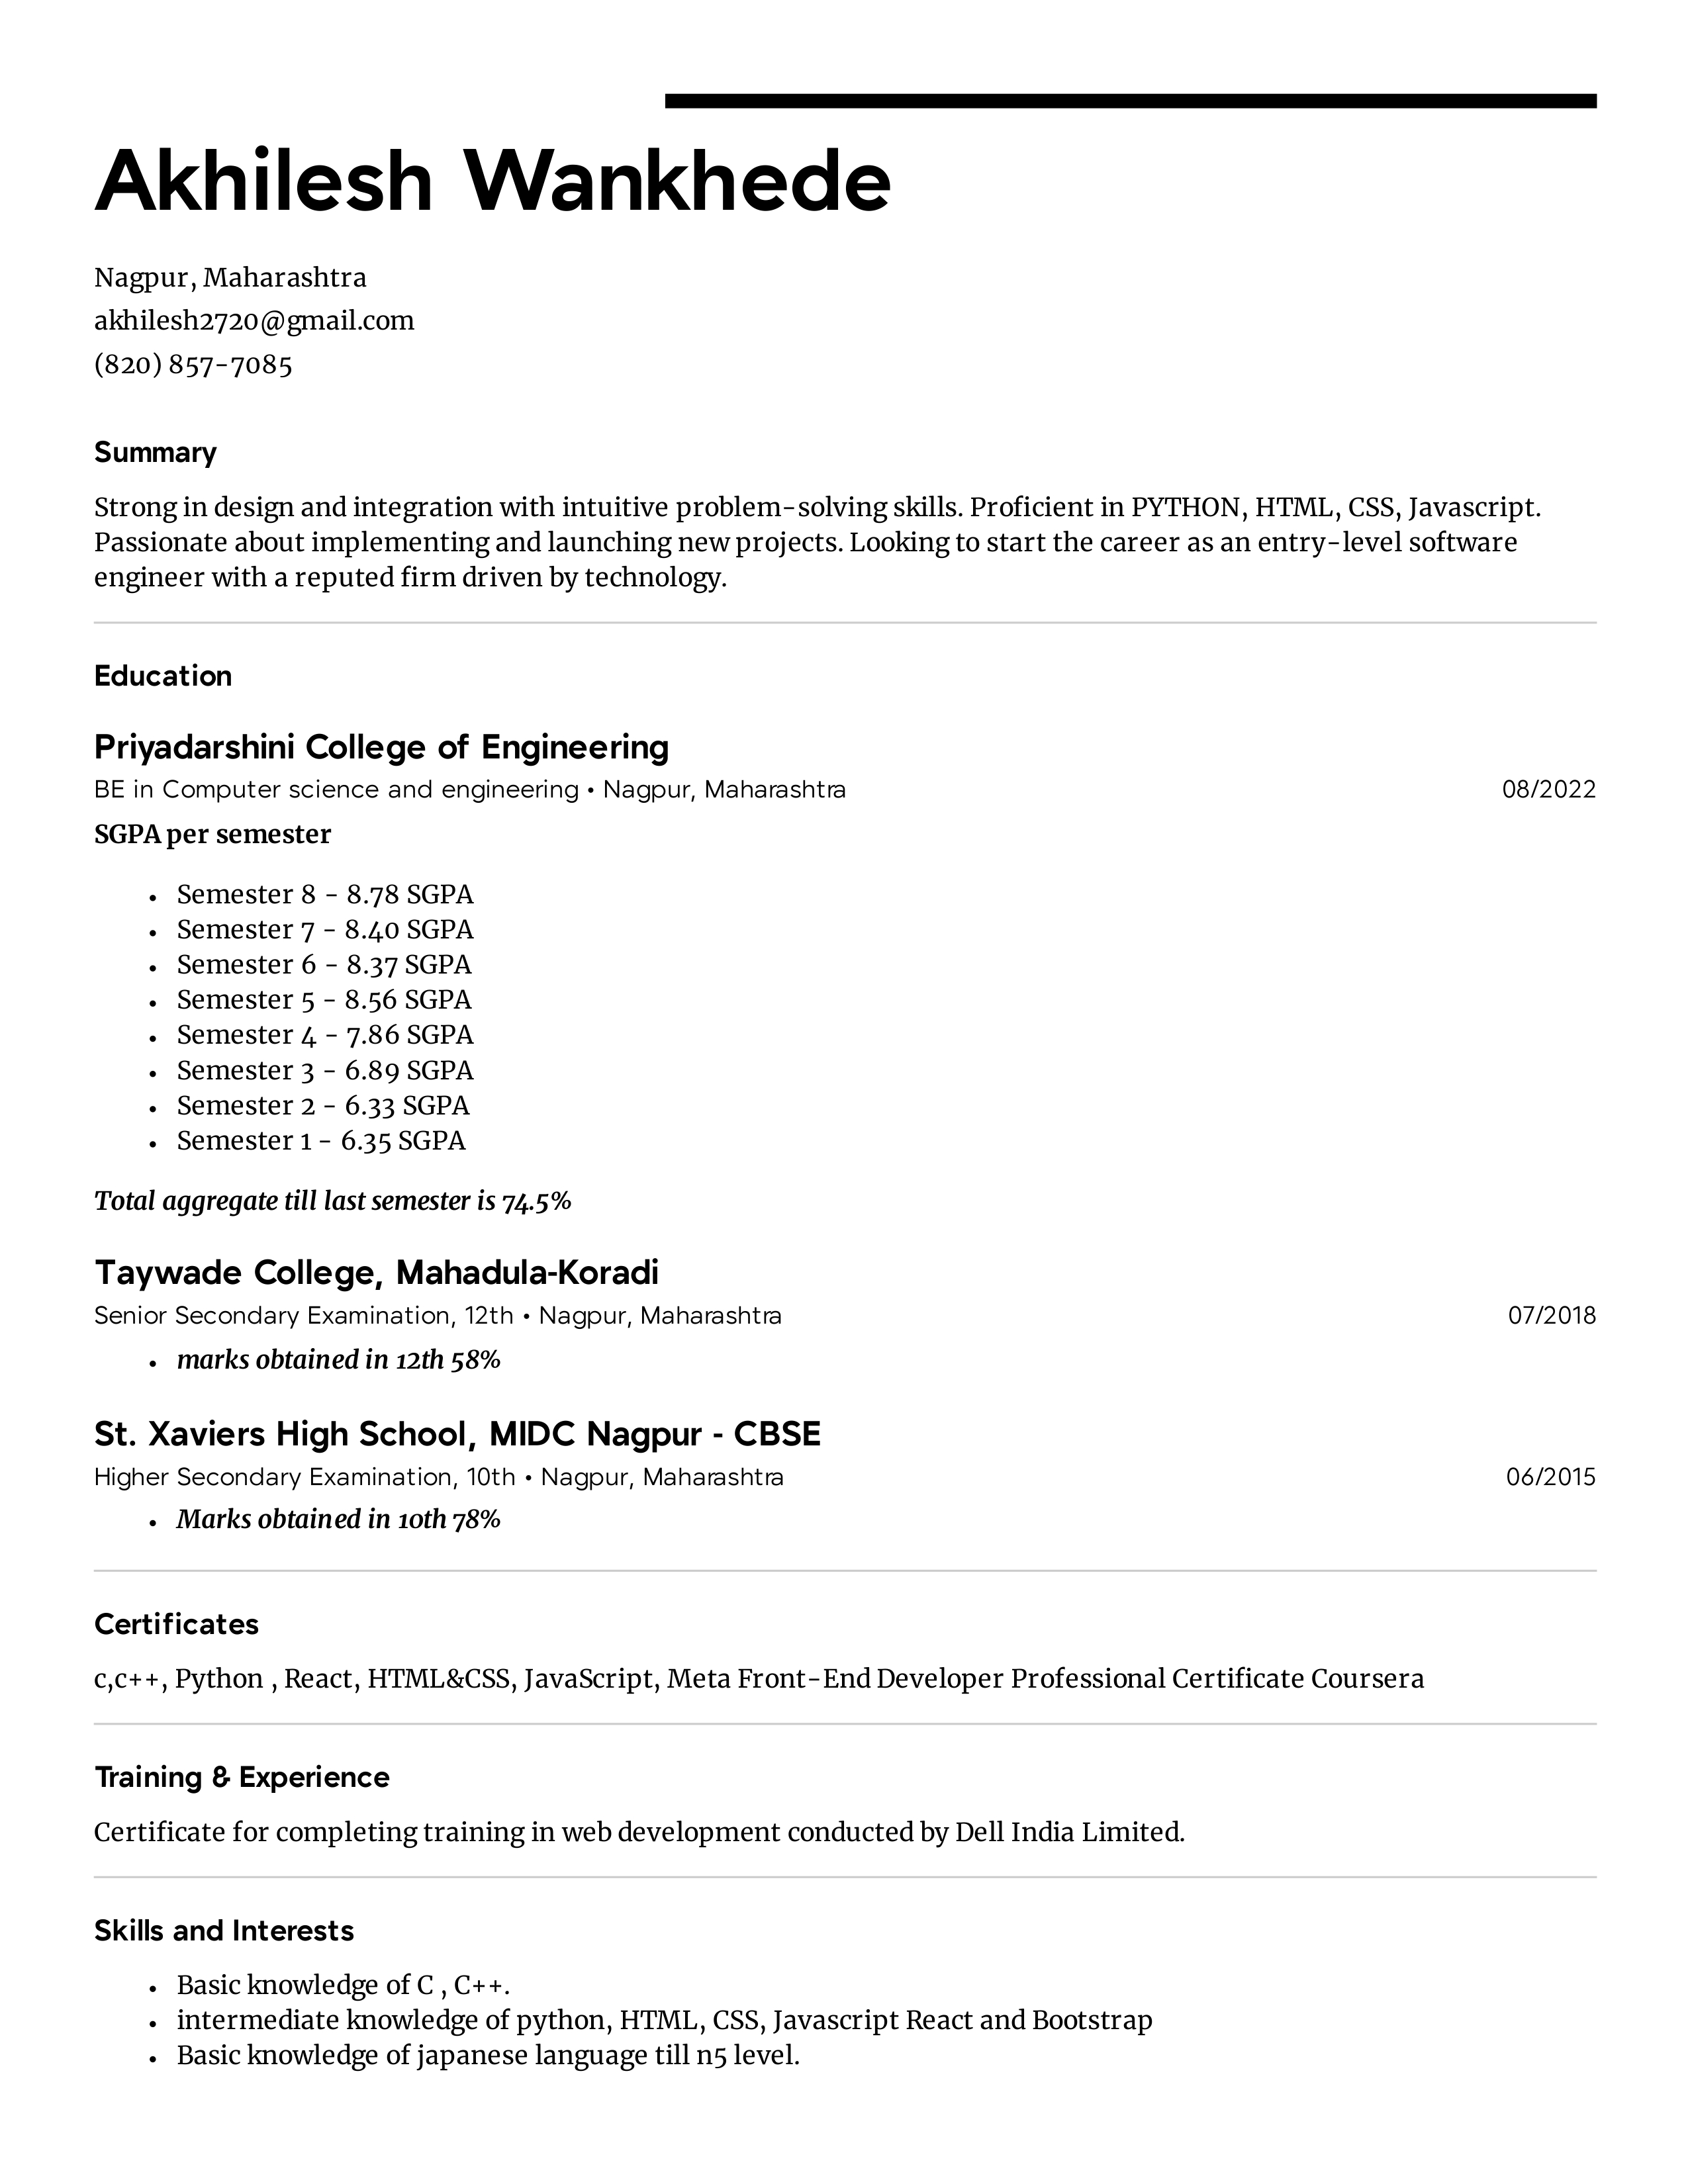 Akhilesh Wankhede
Nagpur, Maharashtra
akhilesh2720@gmail.com
(820) 857-7085
Summary
Strong in design and integration with intuitive problem-solving skills. Proficient in PYTHON, HTML, CSS, Javascript.
Passionate about implementing and launching new projects. Looking to start the career as an entry-level software
engineer with a reputed firm driven by technology.
Education
Priyadarshini College of Engineering
BE in Computer science and engineering • Nagpur, Maharashtra 08/2022
SGPA per semester
• Semester 8 - 8.78 SGPA
• Semester 7 - 8.40 SGPA
• Semester 6 - 8.37 SGPA
• Semester 5 - 8.56 SGPA
• Semester 4 - 7.86 SGPA
• Semester 3 - 6.89 SGPA
• Semester 2 - 6.33 SGPA
• Semester 1 - 6.35 SGPA
Total aggregate till last semester is 74.5%
Taywade College, Mahadula-Koradi
Senior Secondary Examination, 12th • Nagpur, Maharashtra 07/2018
• marks obtained in 12th 58%
St. Xaviers High School, MIDC Nagpur - CBSE
Higher Secondary Examination, 10th • Nagpur, Maharashtra 06/2015
• Marks obtained in 10th 78%
Certificates
c,c++, Python , React, HTML&CSS, JavaScript, Meta Front-End Developer Professional Certificate Coursera
Training & Experience
Certificate for completing training in web development conducted by Dell India Limited.
Skills and Interests
• Basic knowledge of C , C++.
• intermediate knowledge of python, HTML, CSS, Javascript React and Bootstrap
• Basic knowledge of japanese language till n5 level.